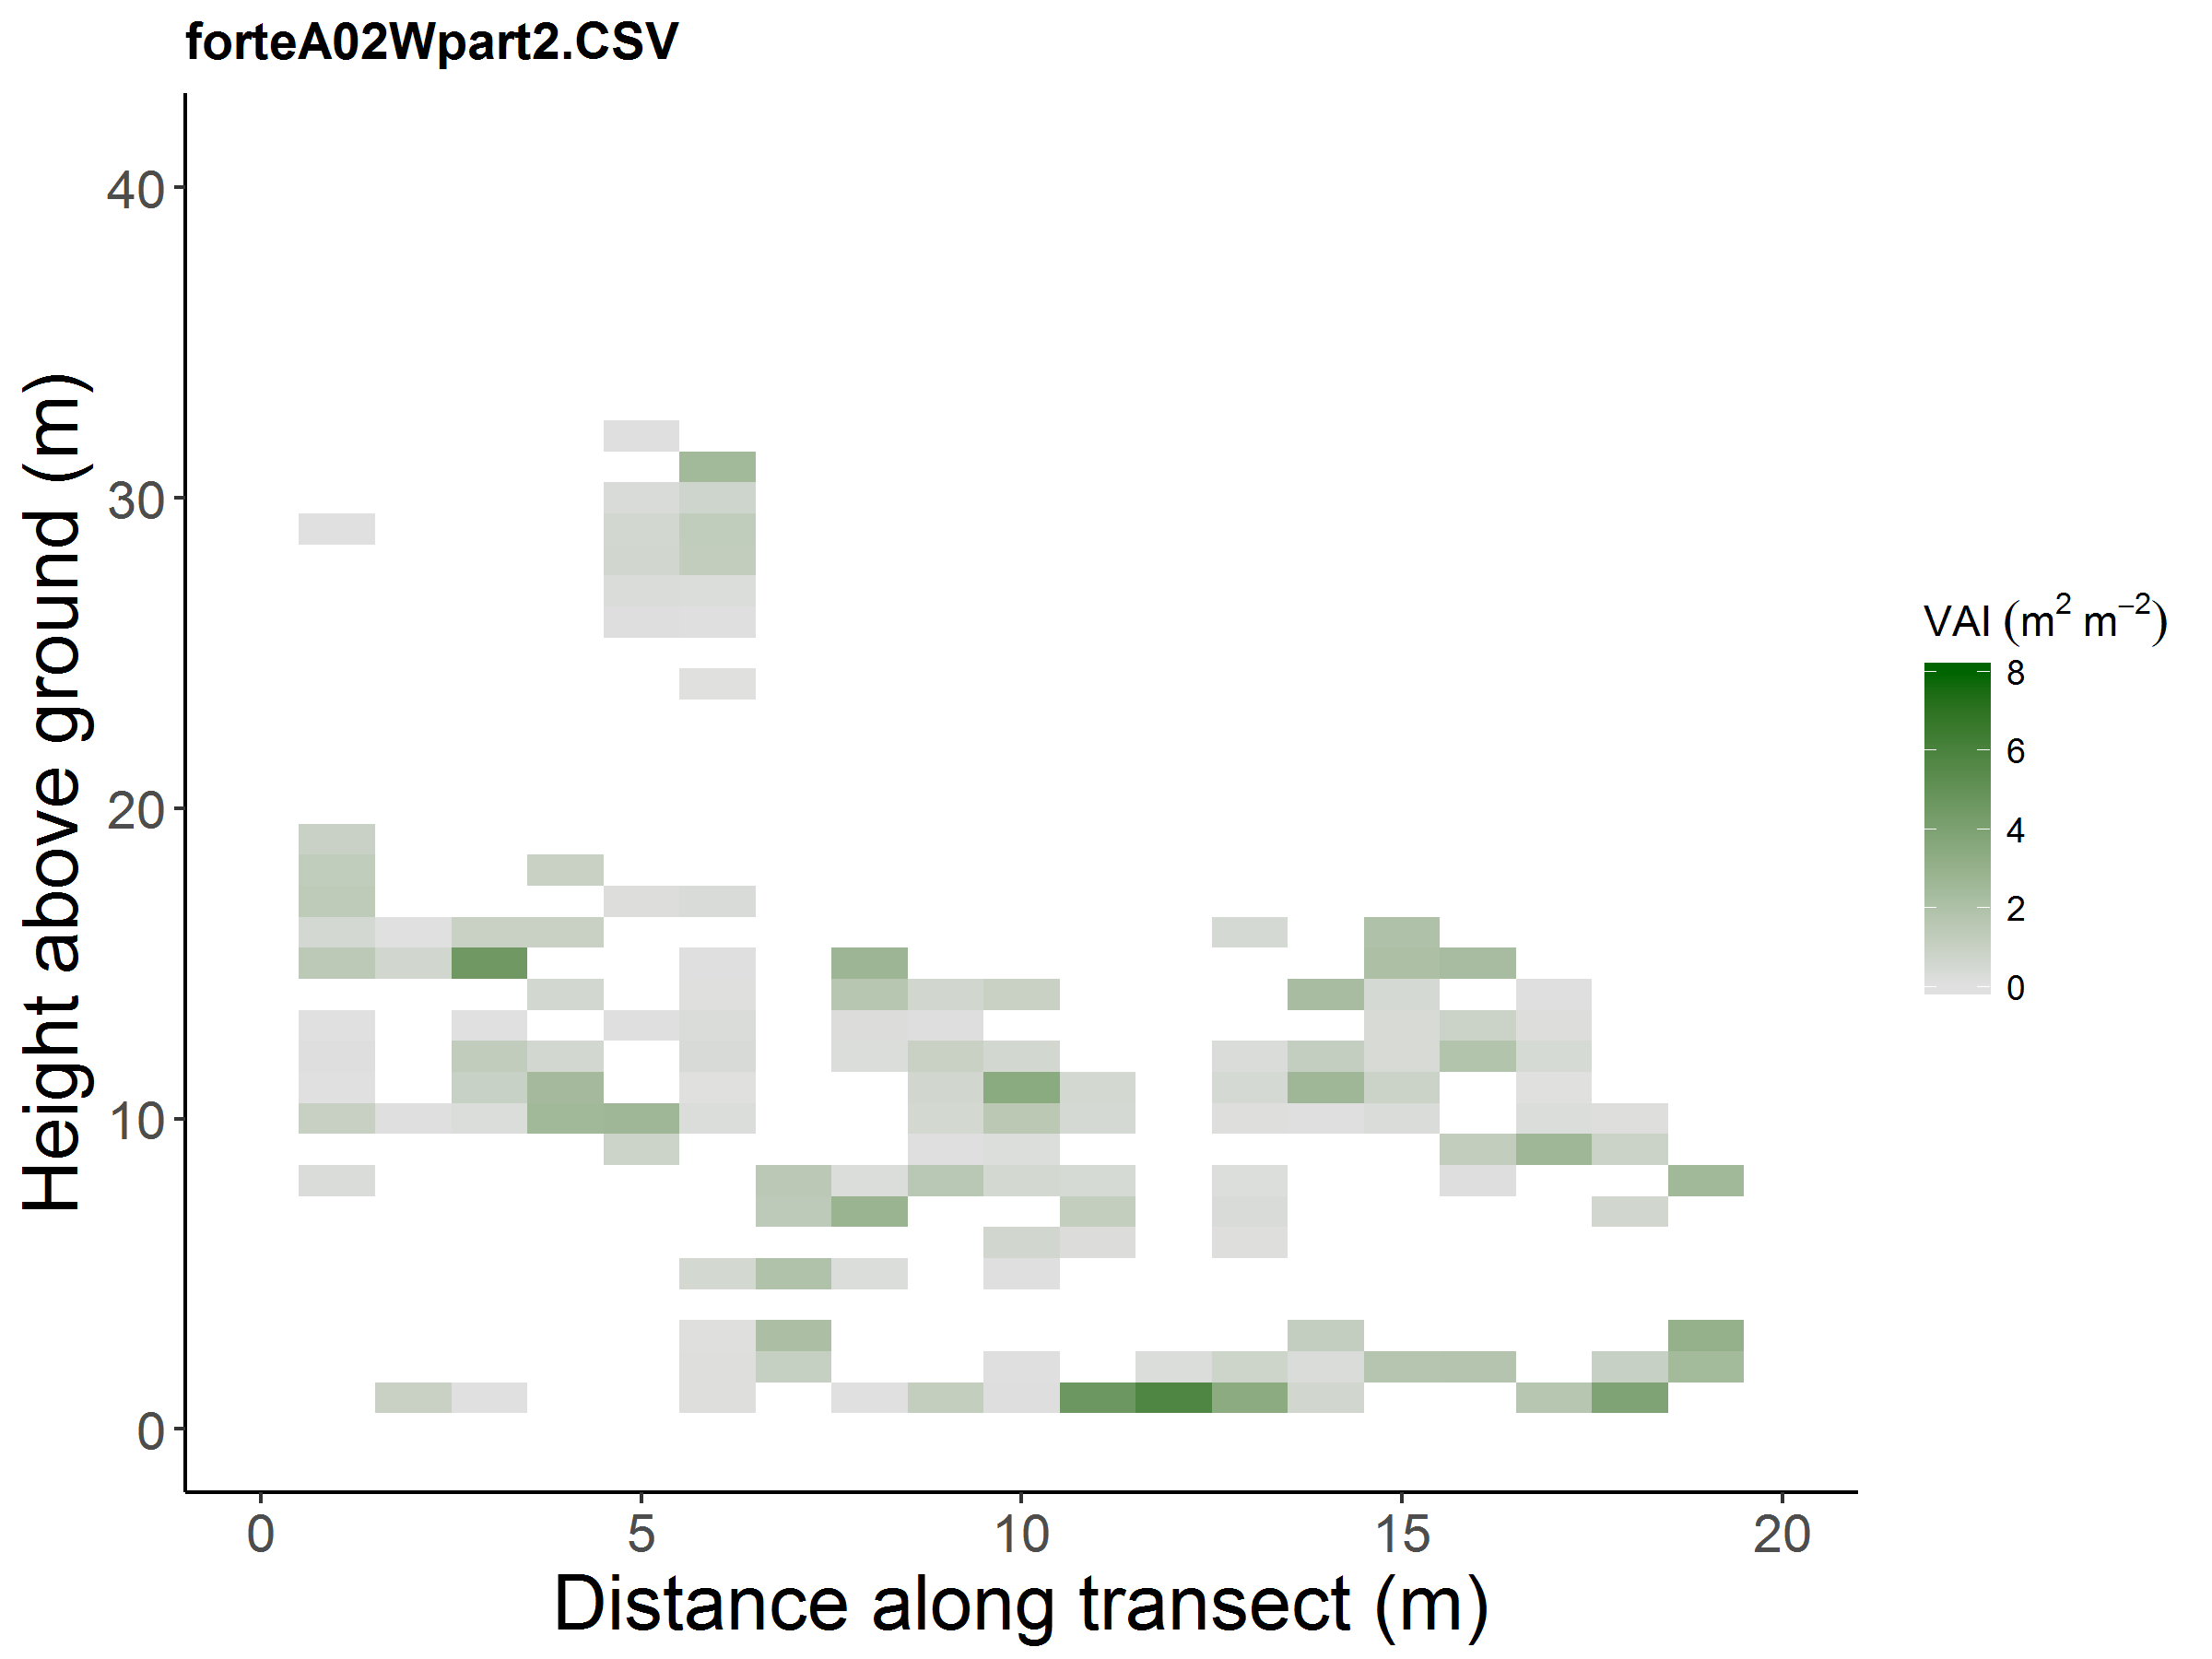 forteA02Wpart2.CSV
Height above ground (m)
40
30
20
10
0
0 5 10 15 20
Distance along transect (m)
VAI (m² m⁻²)
8
6
4
2
0